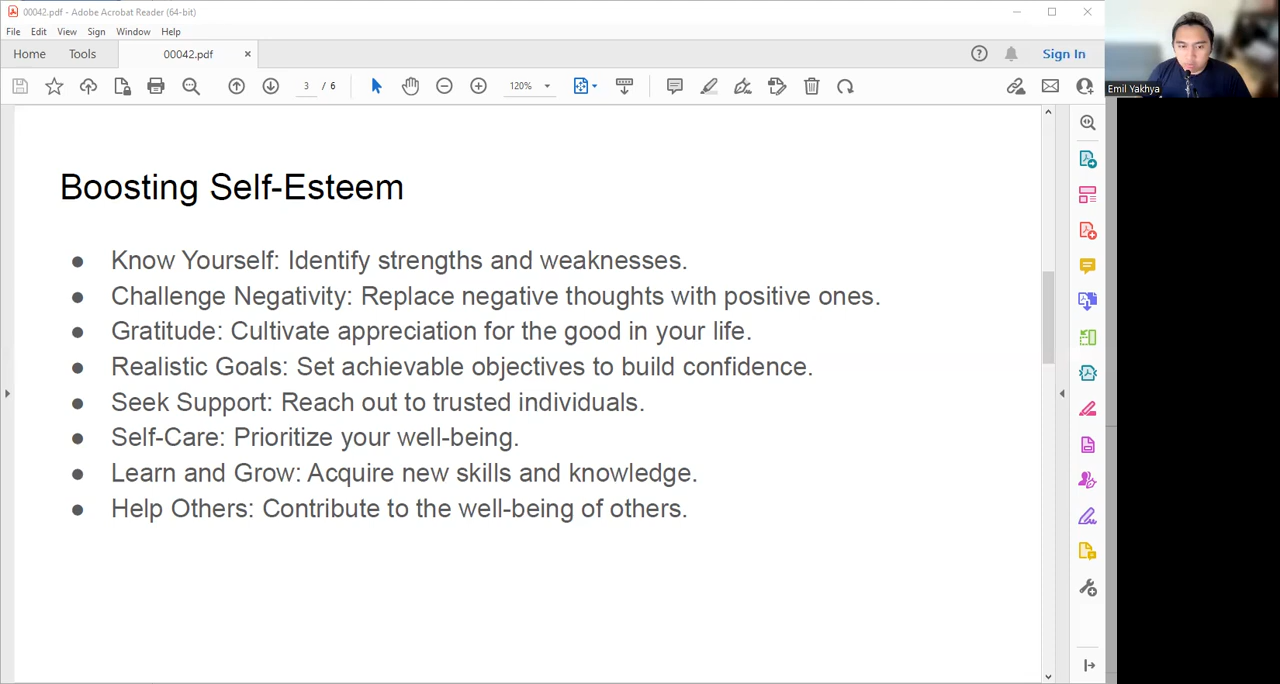 00042.pdf - Adobe Acrobat Reader (64-bit)
File Edit View Sign Window Help
Home Tools 00042.pdf × Sign In
3 / 6 120%
Emil Yakhya
Boosting Self-Esteem
● Know Yourself: Identify strengths and weaknesses.
● Challenge Negativity: Replace negative thoughts with positive ones.
● Gratitude: Cultivate appreciation for the good in your life.
● Realistic Goals: Set achievable objectives to build confidence.
● Seek Support: Reach out to trusted individuals.
● Self-Care: Prioritize your well-being.
● Learn and Grow: Acquire new skills and knowledge.
● Help Others: Contribute to the well-being of others.